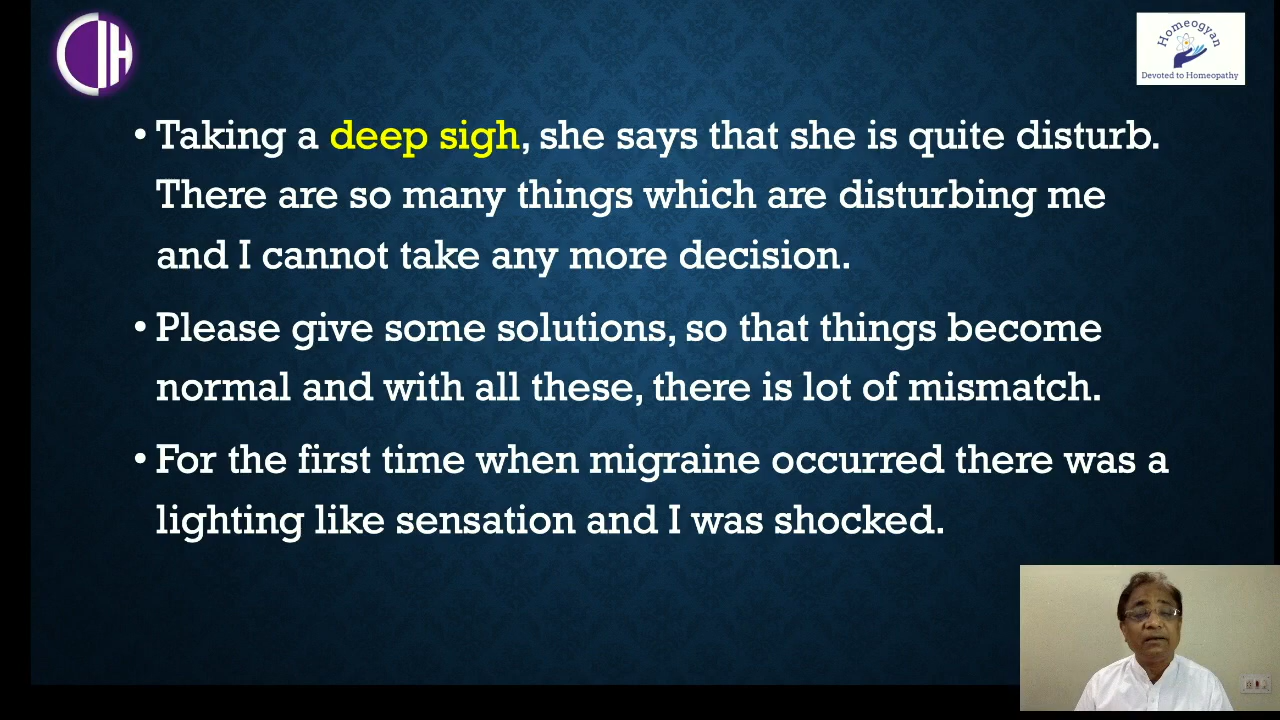 CIH
Homeogyan
Devoted to Homeopathy
• Taking a deep sigh, she says that she is quite disturb.
There are so many things which are disturbing me
and I cannot take any more decision.
• Please give some solutions, so that things become
normal and with all these, there is lot of mismatch.
• For the first time when migraine occurred there was a
lighting like sensation and I was shocked.